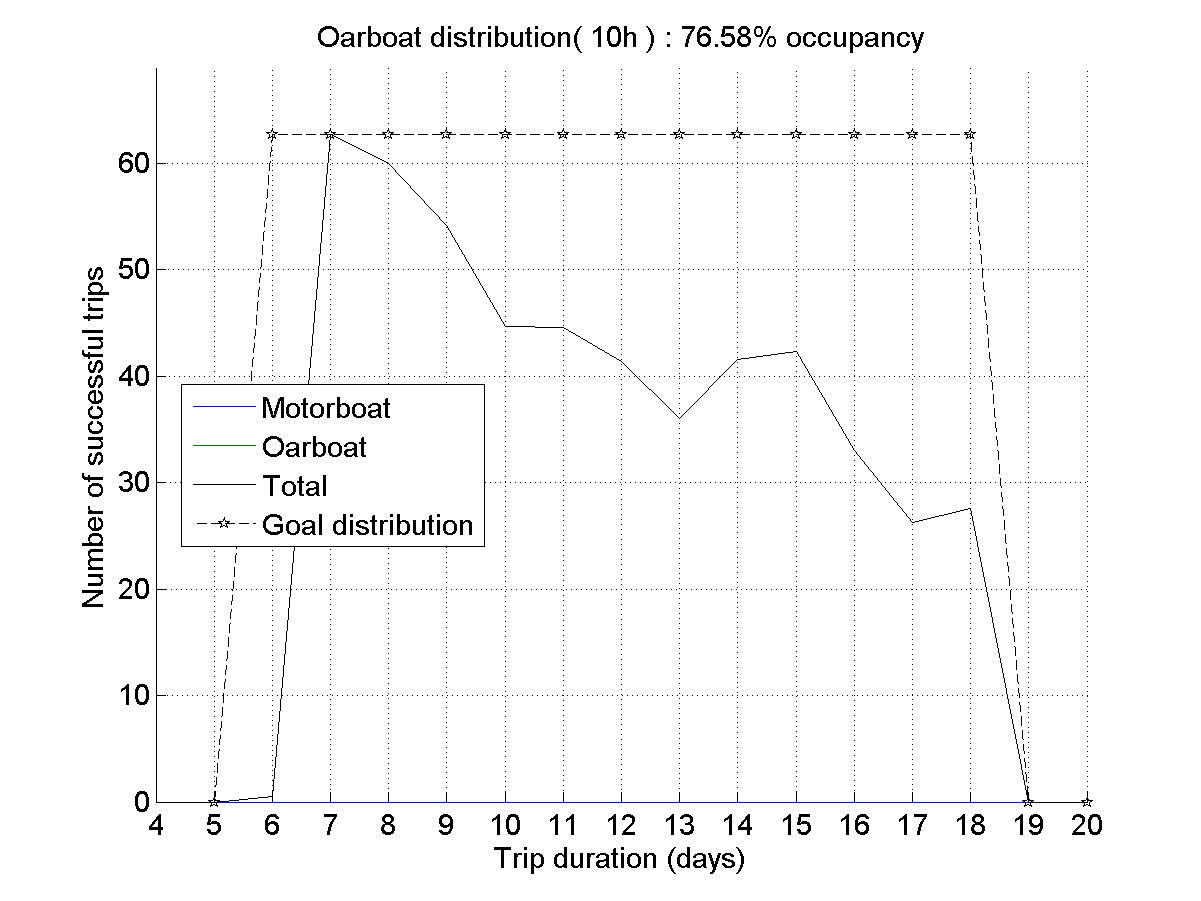 Oarboat distribution( 10h ) : 76.58% occupancy
Number of successful trips
60
50
40
30
20
10
0
Motorboat
Oarboat
Total
Goal distribution
4 5 6 7 8 9 10 11 12 13 14 15 16 17 18 19 20
Trip duration (days)